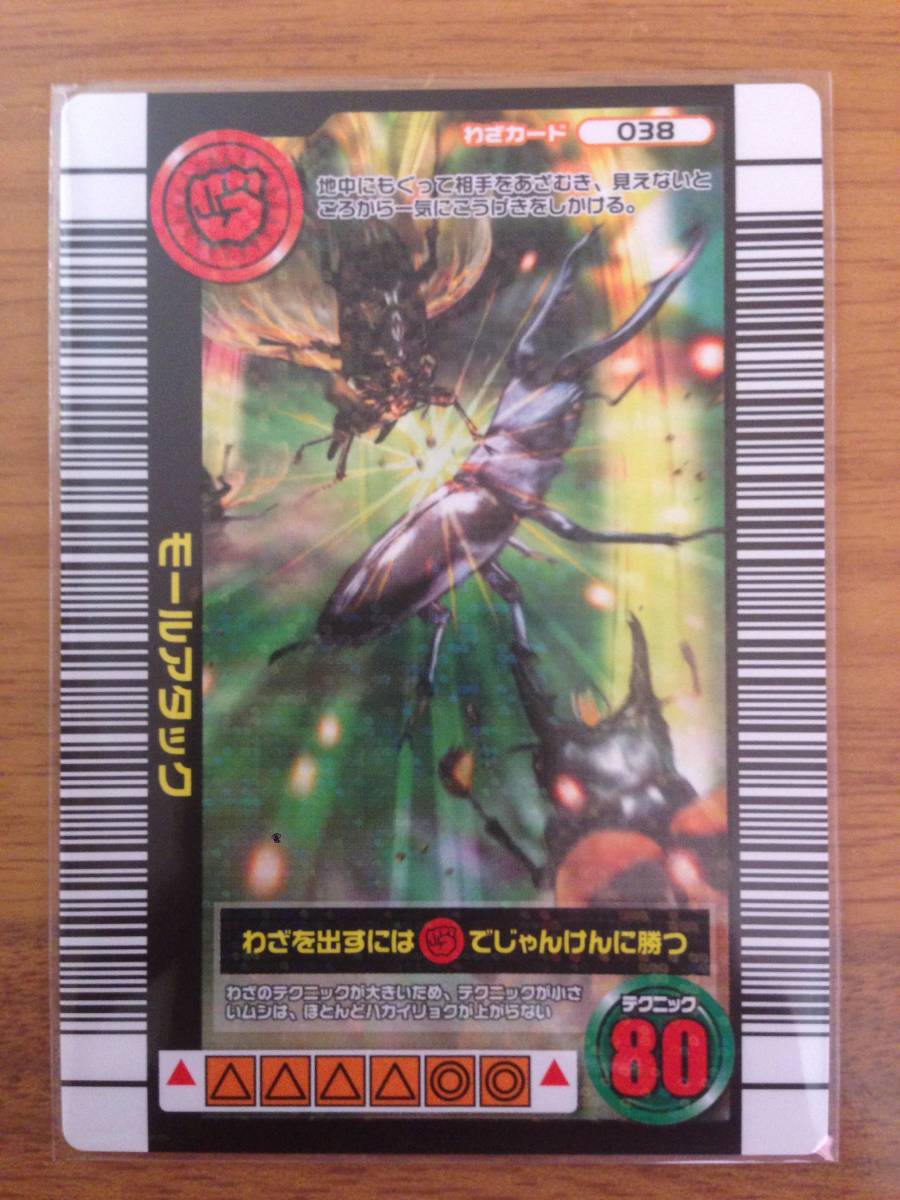 わざカード 038
地中にもぐって相手をあざむき、見えないと
ころから一気にこうげきをしかける。
モールアタック
わざを出すには でじゃんけんに勝つ
わざのテクニックが大きいため、テクニックが小さ
いムシは、ほとんどハカイリョクが上がらない
テクニック
80